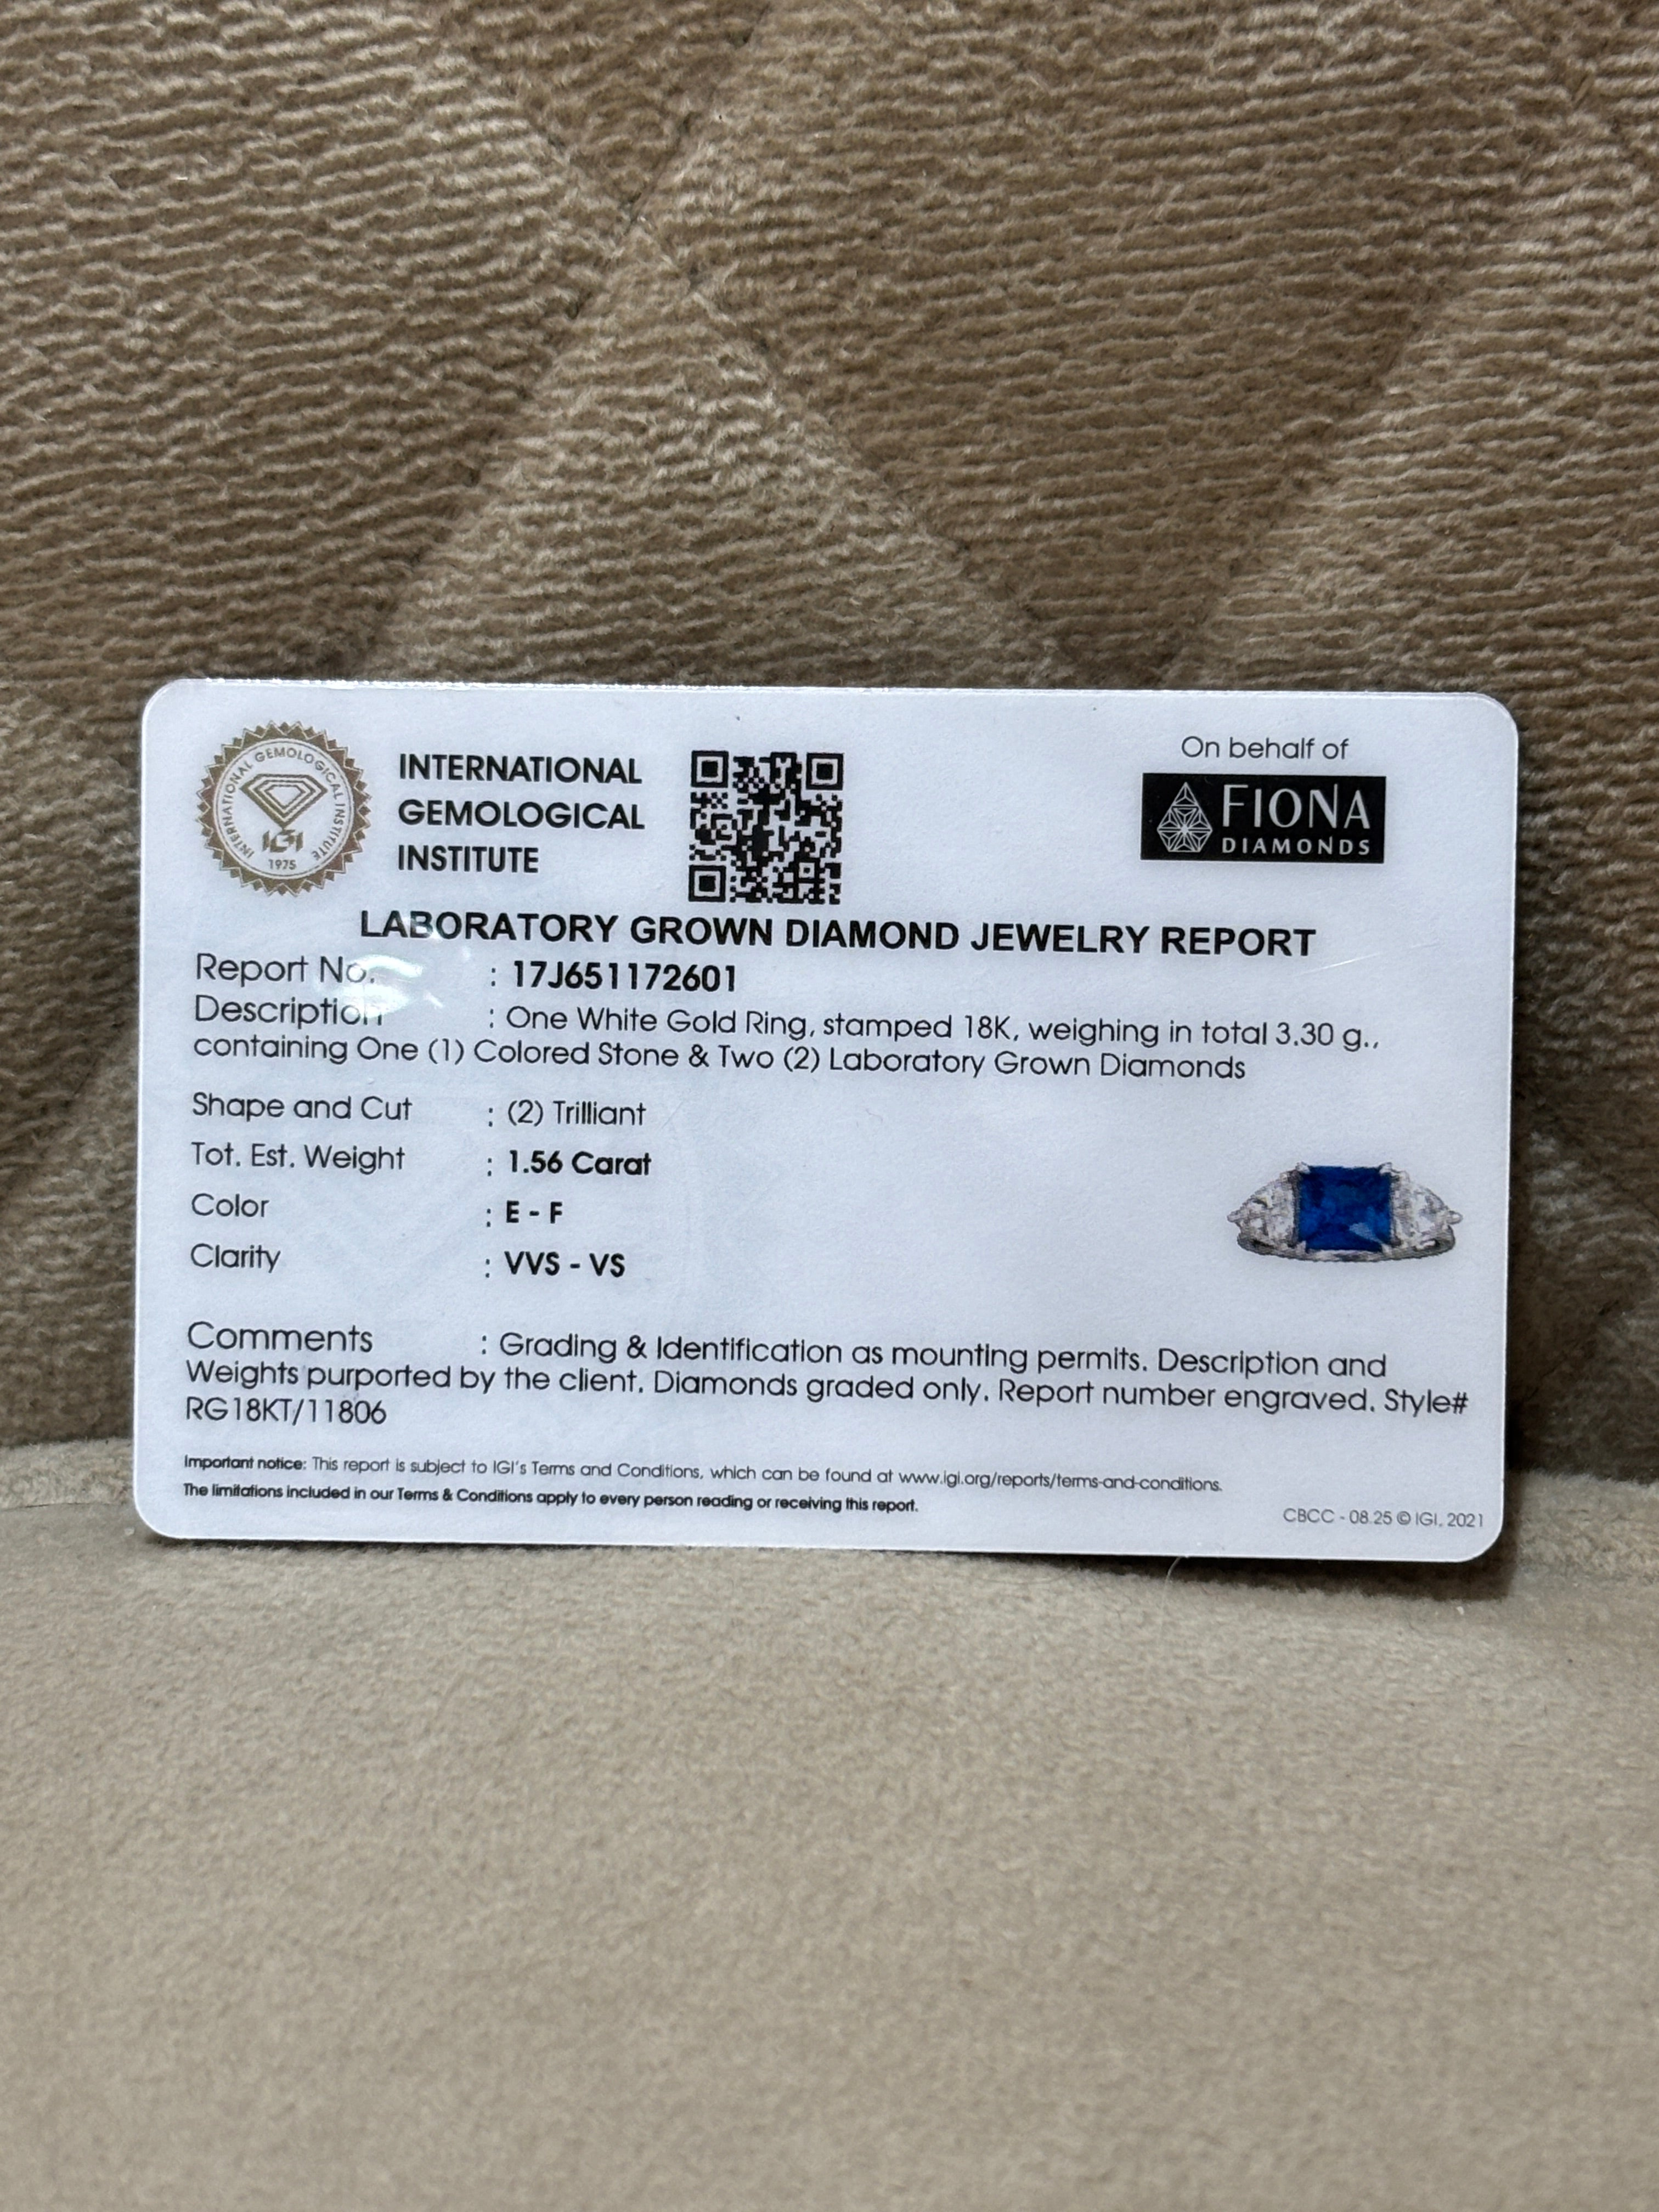 INTERNATIONAL GEMOLOGICAL INSTITUTE
IGI
1975
INTERNATIONAL
GEMOLOGICAL
INSTITUTE
On behalf of
FIONA
DIAMONDS
LABORATORY GROWN DIAMOND JEWELRY REPORT
Report No. : 17J651172601
Description : One White Gold Ring, stamped 18K, weighing in total 3.30 g.,
containing One (1) Colored Stone & Two (2) Laboratory Grown Diamonds
Shape and Cut : (2) Trilliant
Tot. Est. Weight : 1.56 Carat
Color : E - F
Clarity : VVS - VS
Comments : Grading & Identification as mounting permits. Description and
Weights purported by the client. Diamonds graded only. Report number engraved. Style#
RG18KT/11806
Important notice: This report is subject to IGI's Terms and Conditions, which can be found at www.igi.org/reports/terms-and-conditions.
The limitations included in our Terms & Conditions apply to every person reading or receiving this report.
CBCC - 08.25 © IGI, 2021